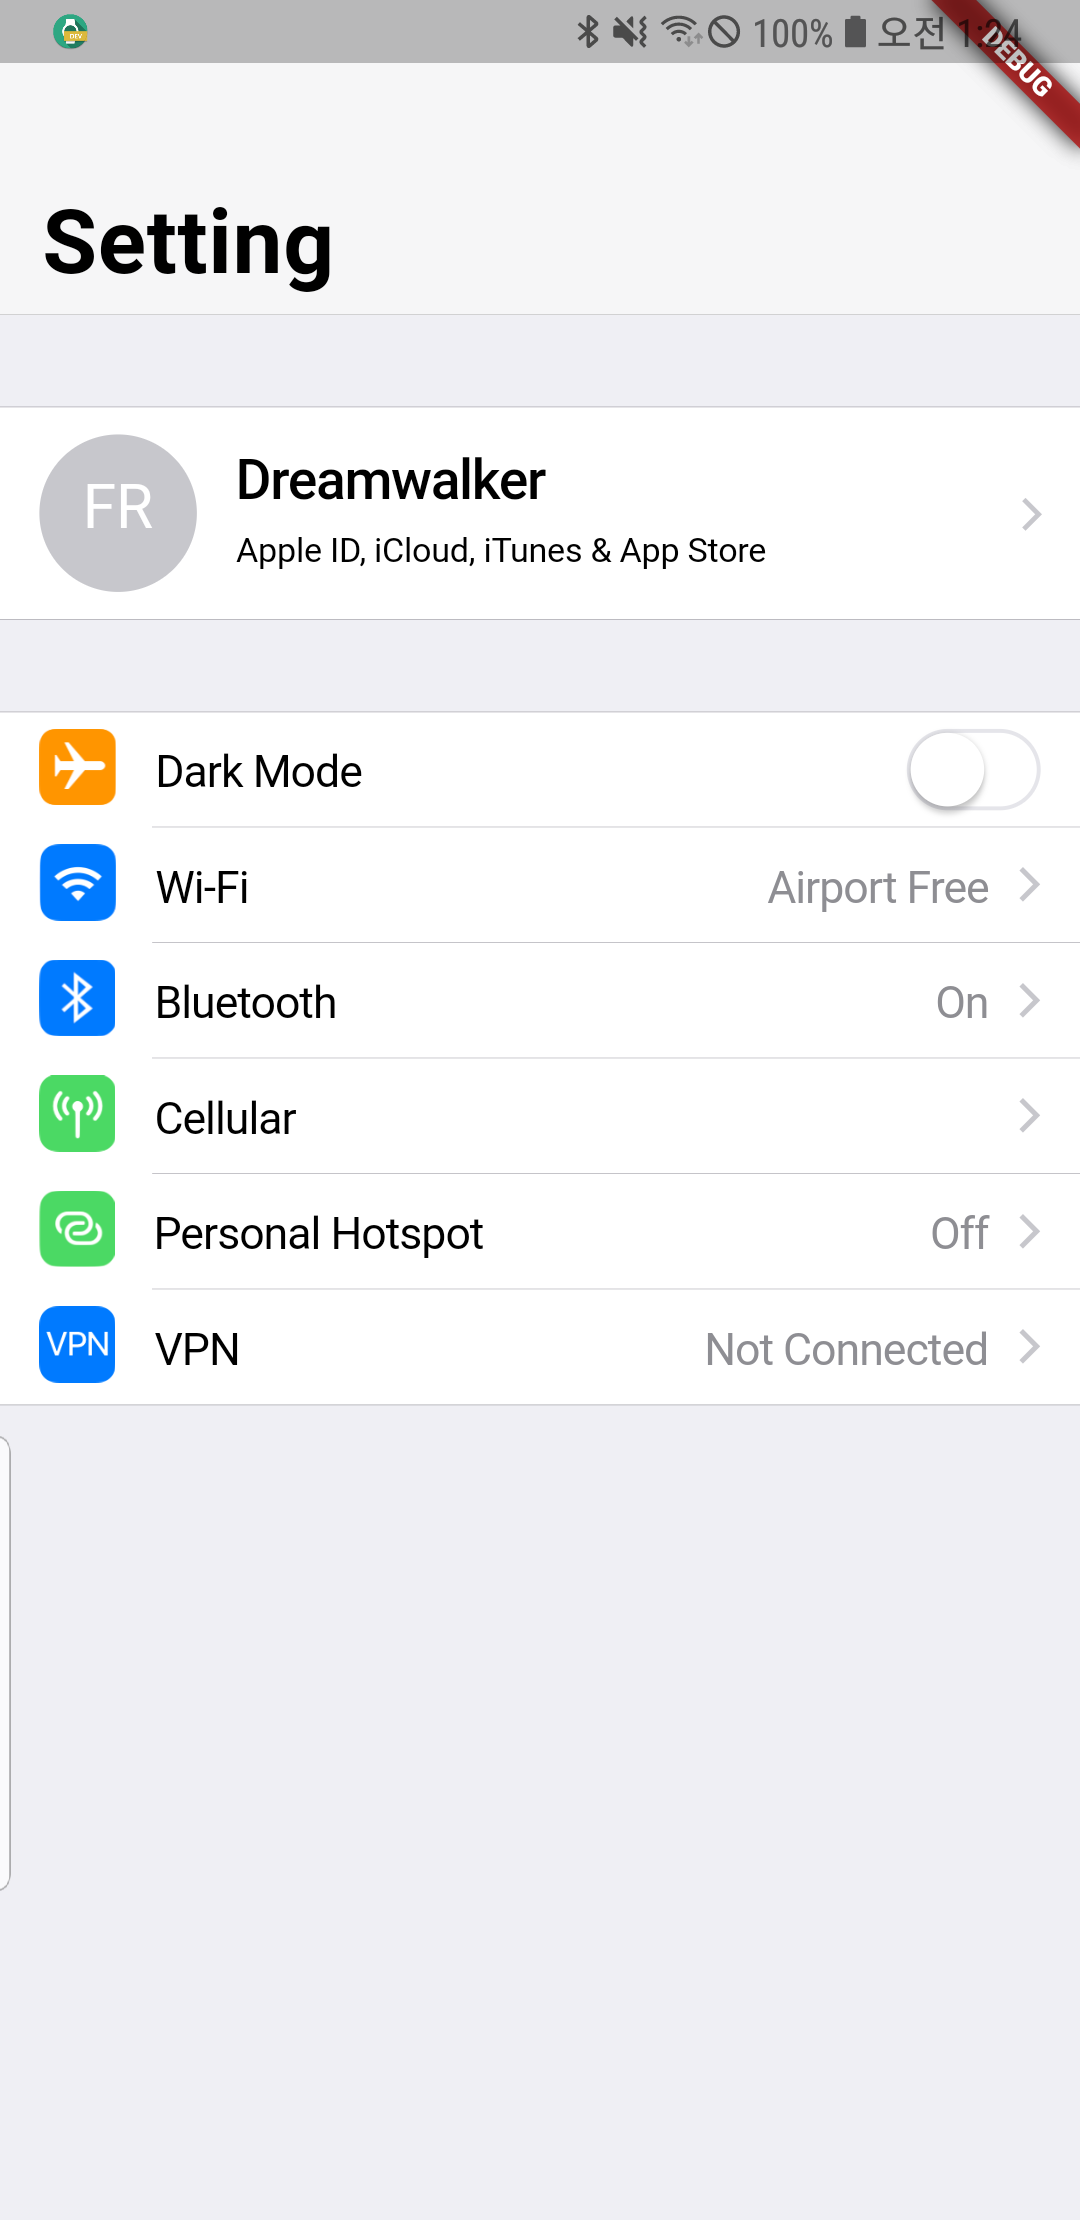 100% 오전 1:24
DEBUG
Setting
FR
Dreamwalker
Apple ID, iCloud, iTunes & App Store
Dark Mode
Wi-Fi Airport Free
Bluetooth On
Cellular
Personal Hotspot Off
VPN VPN Not Connected